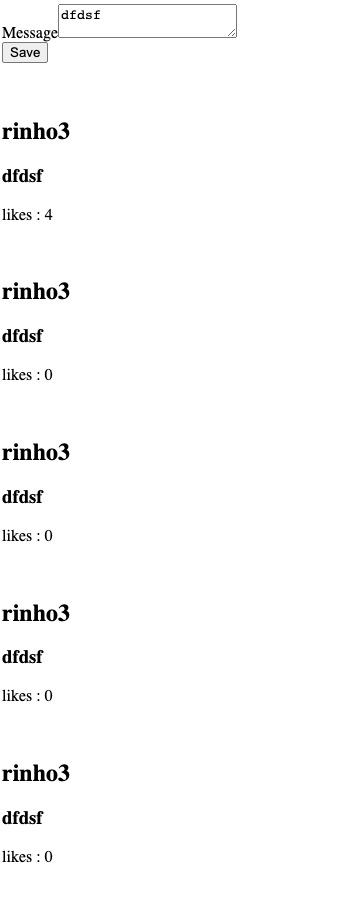 Message dfdsf
Save
rinho3
dfdsf
likes : 4
rinho3
dfdsf
likes : 0
rinho3
dfdsf
likes : 0
rinho3
dfdsf
likes : 0
rinho3
dfdsf
likes : 0